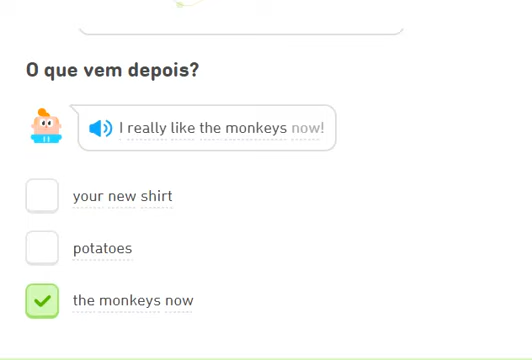 O que vem depois?
I really like the monkeys now!
your new shirt
potatoes
the monkeys now